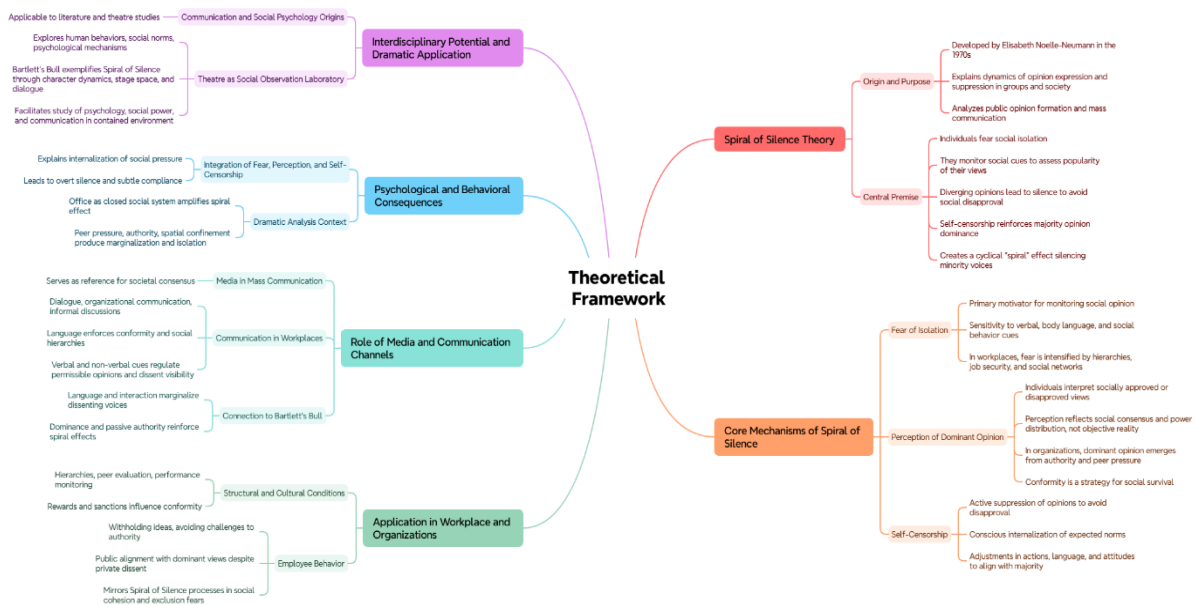 Theoretical
Framework
Spiral of Silence Theory
Origin and Purpose
Developed by Elisabeth Noelle-Neumann in the
1970s
Explains dynamics of opinion expression and
suppression in groups and society
Analyzes public opinion formation and mass
communication
Central Premise
Individuals fear social isolation
They monitor social cues to assess popularity
of their views
Diverging opinions lead to silence to avoid
social disapproval
Self-censorship reinforces majority opinion
dominance
Creates a cyclical "spiral" effect silencing
minority voices
Core Mechanisms of Spiral of
Silence
Fear of Isolation
Primary motivator for monitoring social opinion
Sensitivity to verbal, body language, and social
behavior cues
In workplaces, fear is intensified by hierarchies,
job security, and social networks
Perception of Dominant Opinion
Individuals interpret socially approved or
disapproved views
Perception reflects social consensus and power
distribution, not objective reality
In organizations, dominant opinion emerges
from authority and peer pressure
Conformity is a strategy for social survival
Self-Censorship
Active suppression of opinions to avoid
disapproval
Conscious internalization of expected norms
Adjustments in actions, language, and attitudes
to align with majority
Interdisciplinary Potential and
Dramatic Application
Communication and Social Psychology Origins
Applicable to literature and theatre studies
Theatre as Social Observation Laboratory
Explores human behaviors, social norms,
psychological mechanisms
Bartlett's Bull exemplifies Spiral of Silence
through character dynamics, stage space, and
dialogue
Facilitates study of psychology, social power,
and communication in contained environment
Psychological and Behavioral
Consequences
Integration of Fear, Perception, and Self-
Censorship
Explains internalization of social pressure
Leads to overt silence and subtle compliance
Dramatic Analysis Context
Office as closed social system amplifies spiral
effect
Peer pressure, authority, spatial confinement
produce marginalization and isolation
Role of Media and Communication
Channels
Media in Mass Communication
Serves as reference for societal consensus
Communication in Workplaces
Dialogue, organizational communication,
informal discussions
Language enforces conformity and social
hierarchies
Verbal and non-verbal cues regulate
permissible opinions and dissent visibility
Connection to Bartlett's Bull
Language and interaction marginalize
dissenting voices
Dominance and passive authority reinforce
spiral effects
Application in Workplace and
Organizations
Structural and Cultural Conditions
Hierarchies, peer evaluation, performance
monitoring
Rewards and sanctions influence conformity
Employee Behavior
Withholding ideas, avoiding challenges to
authority
Public alignment with dominant views despite
private dissent
Mirrors Spiral of Silence processes in social
cohesion and exclusion fears